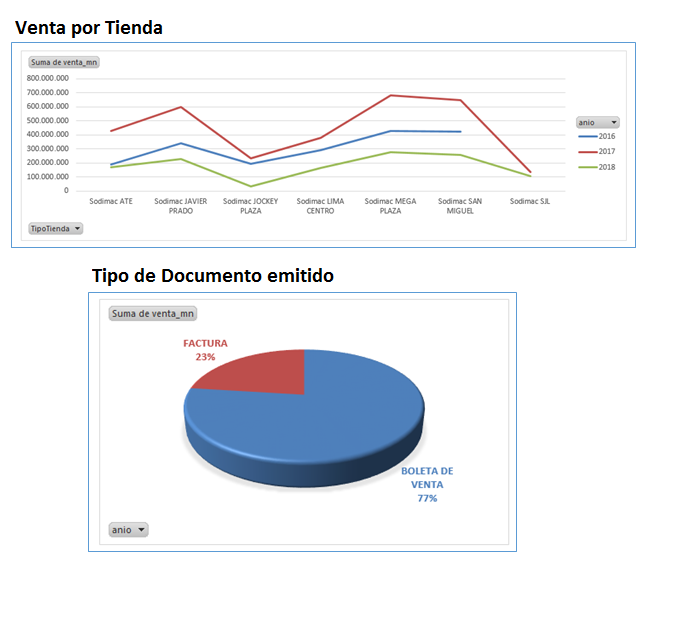 Venta por Tienda
Suma de venta_mn
800.000.000
700.000.000
600.000.000
500.000.000
400.000.000
300.000.000
200.000.000
100.000.000
0
Sodimac ATE
Sodimac JAVIER
PRADO
Sodimac JOCKEY
PLAZA
Sodimac LIMA
CENTRO
Sodimac MEGA
PLAZA
Sodimac SAN
MIGUEL
Sodimac SJL
anio
2016
2017
2018
TipoTienda
Tipo de Documento emitido
Suma de venta_mn
FACTURA
23%
BOLETA DE
VENTA
77%
anio